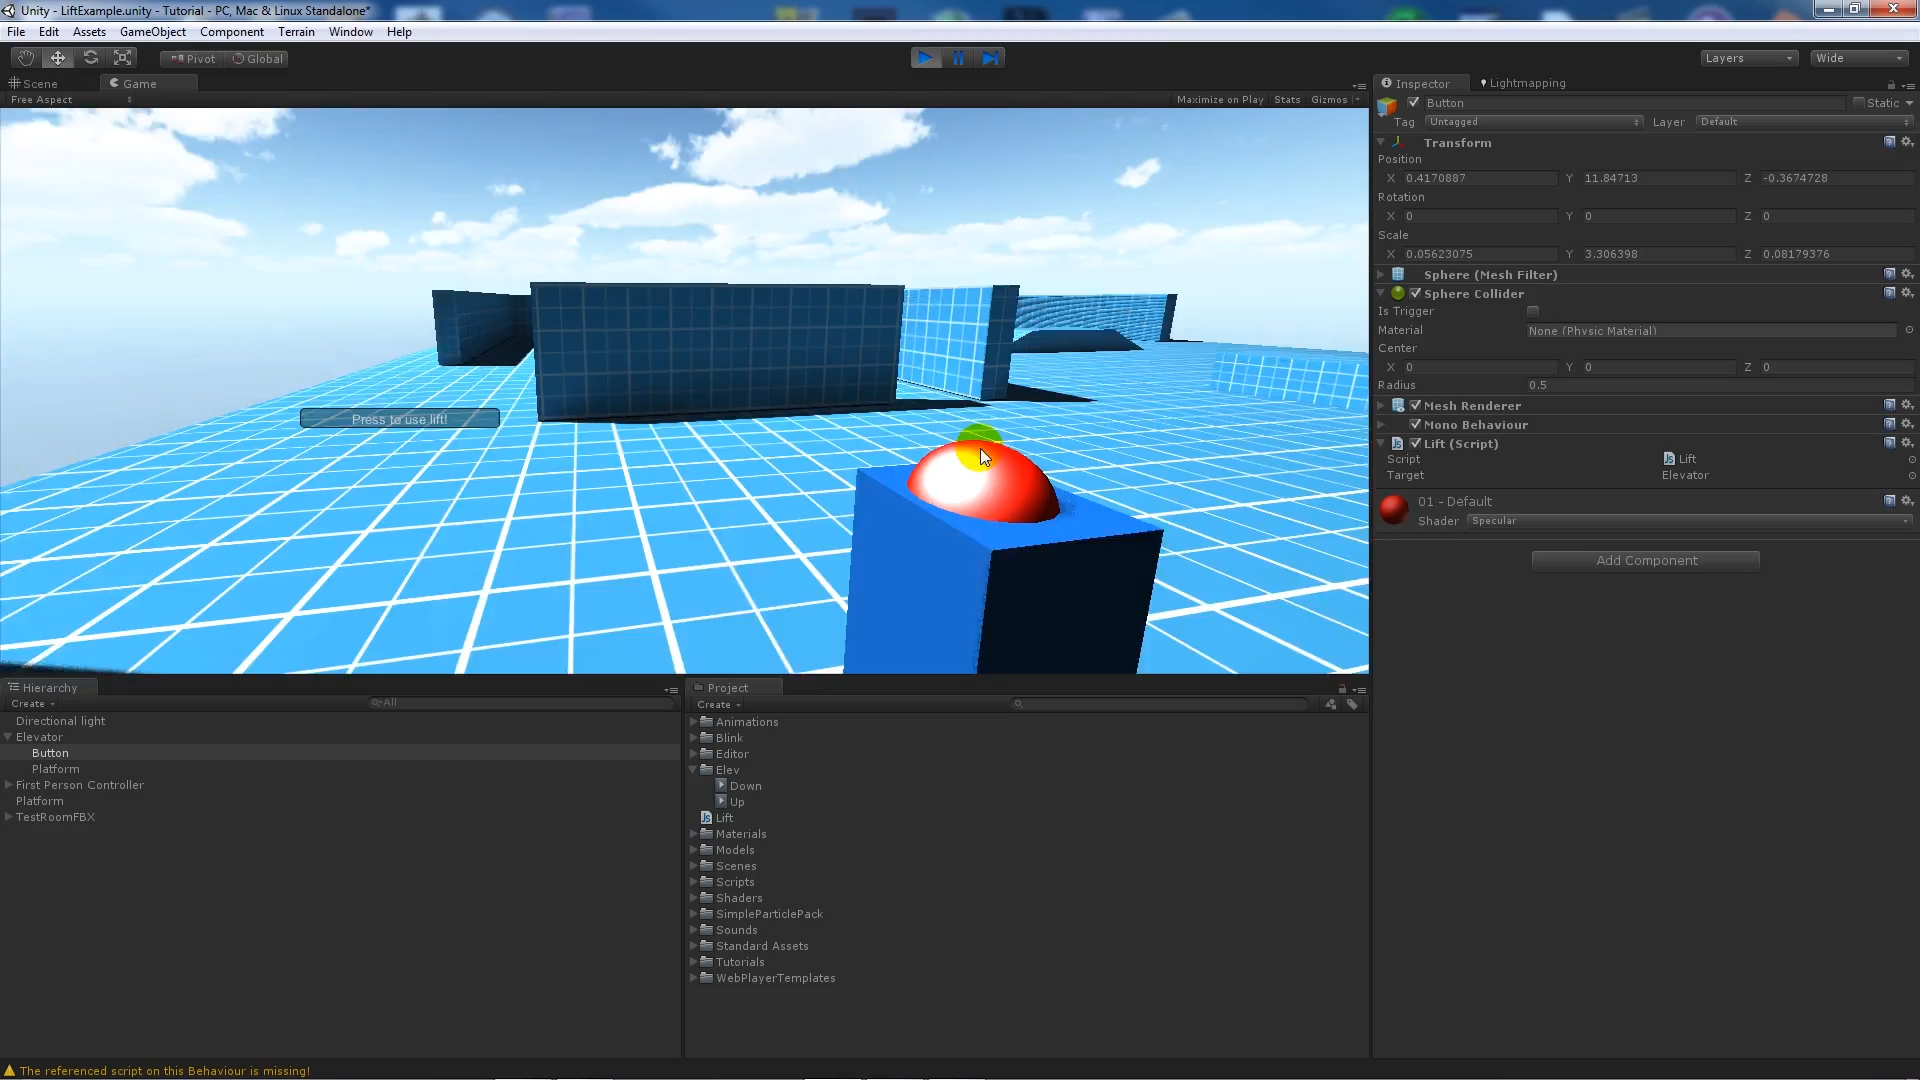 Unity - LiftExample.unity - Tutorial - PC, Mac & Linux Standalone*
File Edit Assets GameObject Component Terrain Window Help
Pivot Global Layers Wide
Scene Game
Free Aspect Maximize on Play Stats Gizmos
Press to use lift!
Inspector Lightmapping
Button Static
Tag Untagged Layer Default
Transform
Position
X 0.4170887 Y 11.84713 Z -0.3674728
Rotation
X 0 Y 0 Z 0
Scale
X 0.05623075 Y 3.306398 Z 0.08179376
Sphere (Mesh Filter)
Sphere Collider
Is Trigger
Material None (Physic Material)
Center
X 0 Y 0 Z 0
Radius 0.5
Mesh Renderer
Mono Behaviour
Lift (Script)
Script Js Lift
Target Elevator
01 - Default
Shader Specular
Add Component
Hierarchy
Create All
Directional light
Elevator
Button
Platform
First Person Controller
Platform
TestRoomFBX
Project
Create
Animations
Blink
Editor
Elev
Down
Up
Js Lift
Materials
Models
Scenes
Scripts
Shaders
SimpleParticlePack
Sounds
Standard Assets
Tutorials
WebPlayerTemplates
The referenced script on this Behaviour is missing!